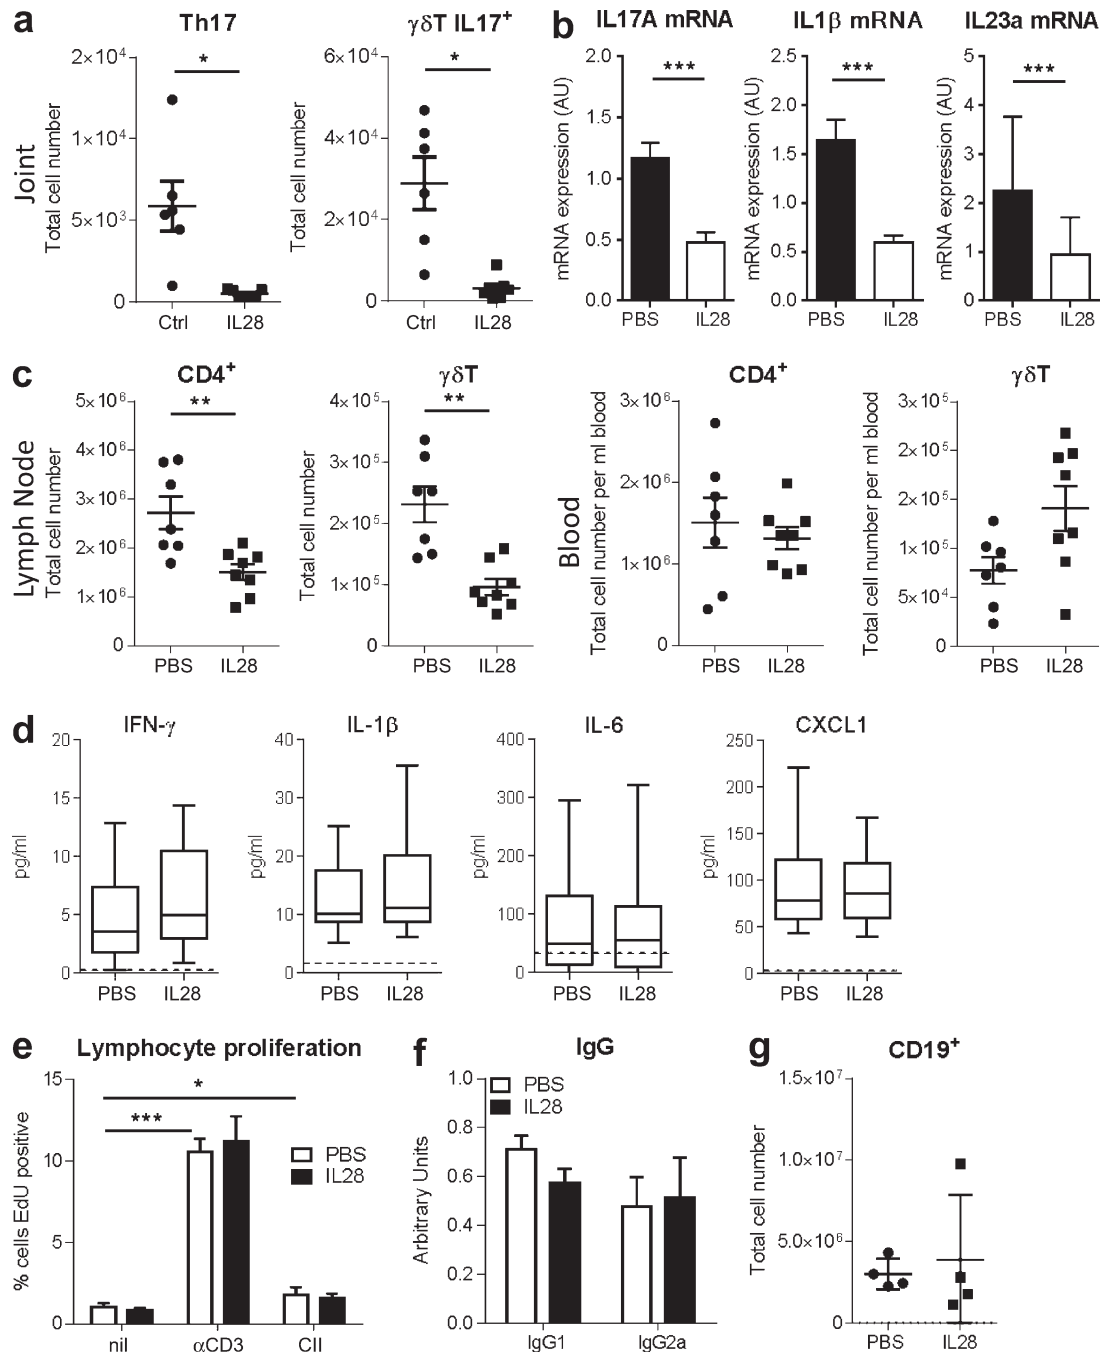 a
Th17
γδT IL17⁺
Joint
Total cell number
2×10⁴
1×10⁴
5×10³
0
*
Ctrl
IL28
Total cell number
6×10⁴
4×10⁴
2×10⁴
0
*
Ctrl
IL28
b
IL17A mRNA
IL1β mRNA
IL23a mRNA
mRNA expression (AU)
2.0
1.5
1.0
0.5
0.0
***
PBS
IL28
mRNA expression (AU)
2.5
2.0
1.5
1.0
0.5
0.0
***
PBS
IL28
mRNA expression (AU)
5
4
3
2
1
0
***
PBS
IL28
c
CD4⁺
γδT
CD4⁺
γδT
Lymph Node
Total cell number
5×10⁶
4×10⁶
3×10⁶
2×10⁶
1×10⁶
0
**
PBS
IL28
Total cell number
4×10⁵
3×10⁵
2×10⁵
1×10⁵
0
**
PBS
IL28
Blood
Total cell number per ml blood
3×10⁶
2×10⁶
1×10⁶
0
PBS
IL28
Total cell number per ml blood
3×10⁵
2×10⁵
2×10⁵
1×10⁵
5×10⁴
0
PBS
IL28
d
IFN-γ
IL-1β
IL-6
CXCL1
pg/ml
20
15
10
5
0
PBS
IL28
pg/ml
40
30
20
10
0
PBS
IL28
pg/ml
400
300
200
100
0
PBS
IL28
pg/ml
250
200
150
100
50
0
PBS
IL28
e
Lymphocyte proliferation
% cells EdU positive
15
10
5
0
*
***
PBS
IL28
nil
αCD3
CII
f
IgG
Arbitrary Units
1.0
0.8
0.6
0.4
0.2
0.0
PBS
IL28
IgG1
IgG2a
g
CD19⁺
Total cell number
1.5×10⁷
1.0×10⁷
5.0×10⁶
0
PBS
IL28